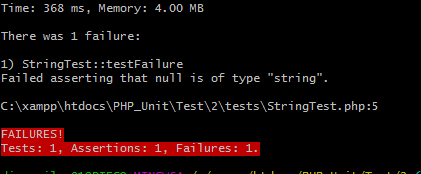 Time: 368 ms, Memory: 4.00 MB
There was 1 failure:
1) StringTest::testFailure
Failed asserting that null is of type "string".
C:\xampp\htdocs\PHP_Unit\Test\2\tests\StringTest.php:5
FAILURES!
Tests: 1, Assertions: 1, Failures: 1.